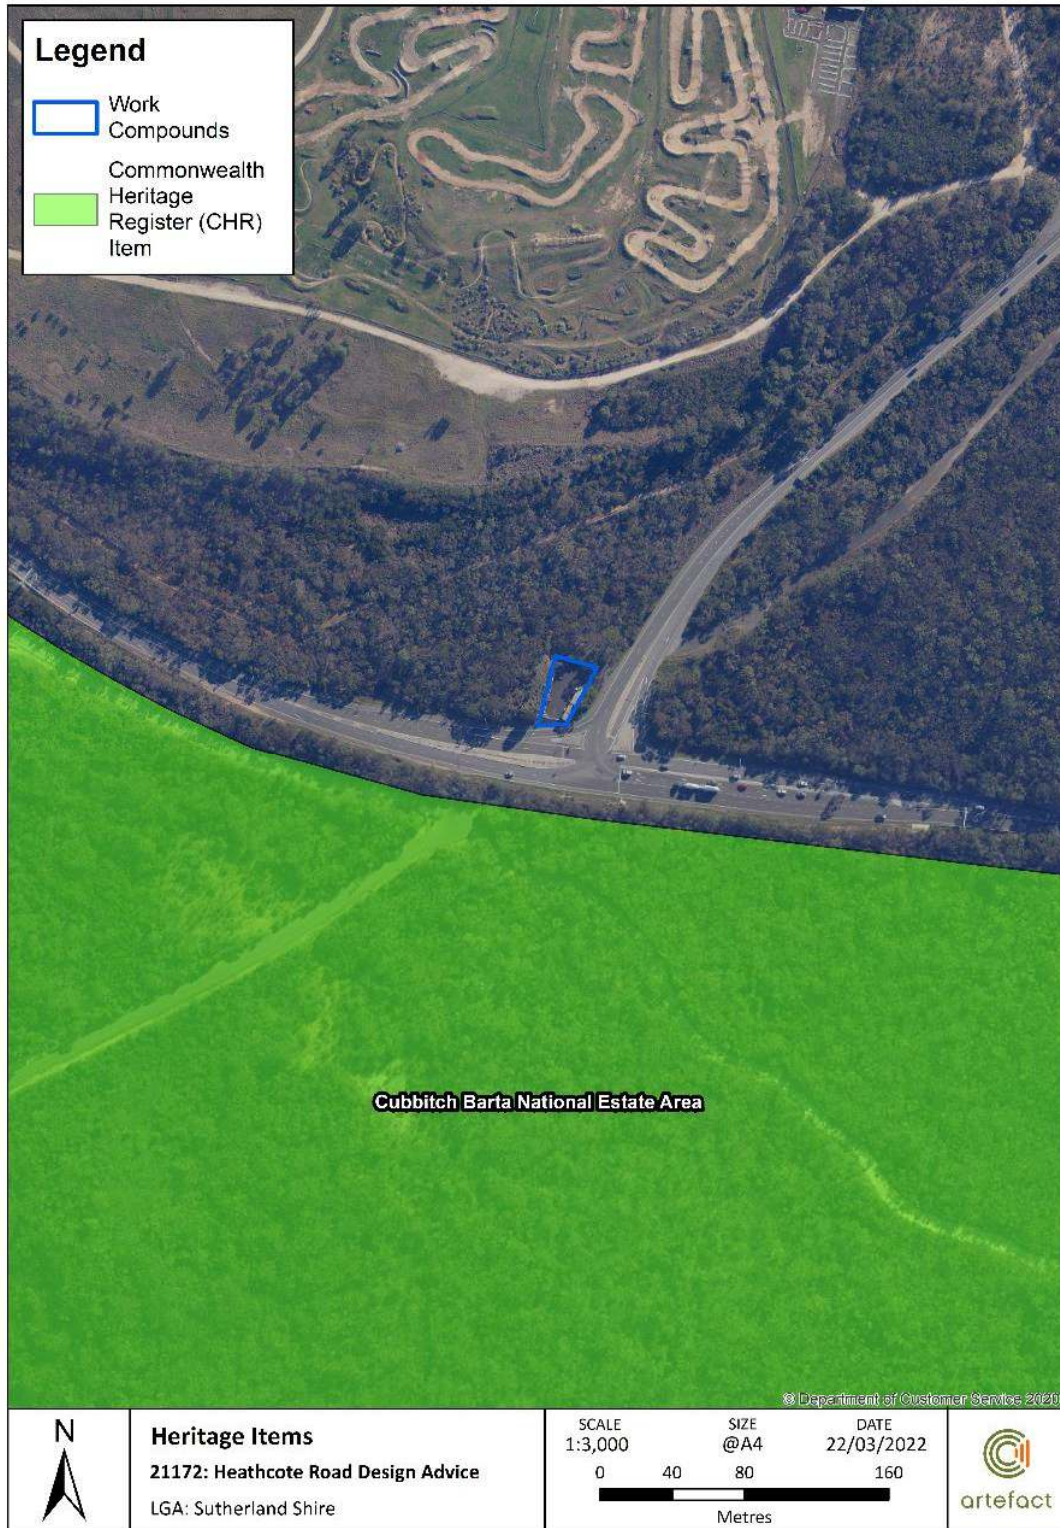 Legend
Work
Compounds
Commonwealth
Heritage
Register (CHR)
Item
Cubbitch Barta National Estate Area
© Department of Customer Service 2020
N
Heritage Items
21172: Heathcote Road Design Advice
LGA: Sutherland Shire
SCALE
1:3,000
SIZE
@A4
DATE
22/03/2022
0 40 80 160
Metres
artefact